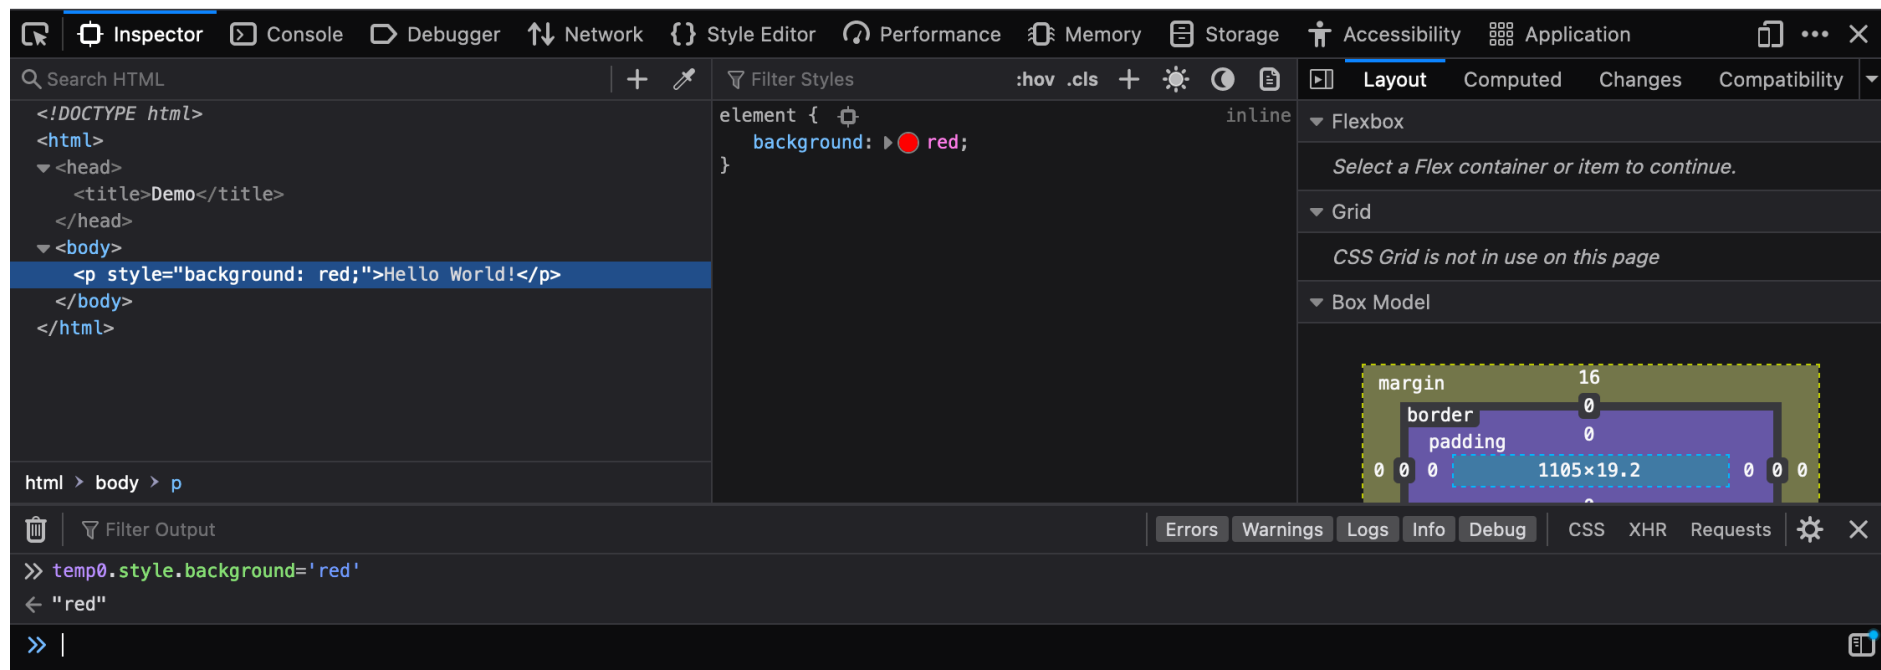 Inspector Console Debugger Network Style Editor Performance Memory Storage Accessibility Application
Search HTML
<!DOCTYPE html>
<html>
<head>
<title>Demo</title>
</head>
<body>
<p style="background: red;">Hello World!</p>
</body>
</html>
html > body > p
Filter Styles :hov .cls
element { inline
background: red;
}
Layout Computed Changes Compatibility
Flexbox
Select a Flex container or item to continue.
Grid
CSS Grid is not in use on this page
Box Model
margin 16
border 0
padding 0
0 0 0 1105×19.2 0 0 0
Filter Output Errors Warnings Logs Info Debug CSS XHR Requests
>> temp0.style.background='red'
← "red"
>>